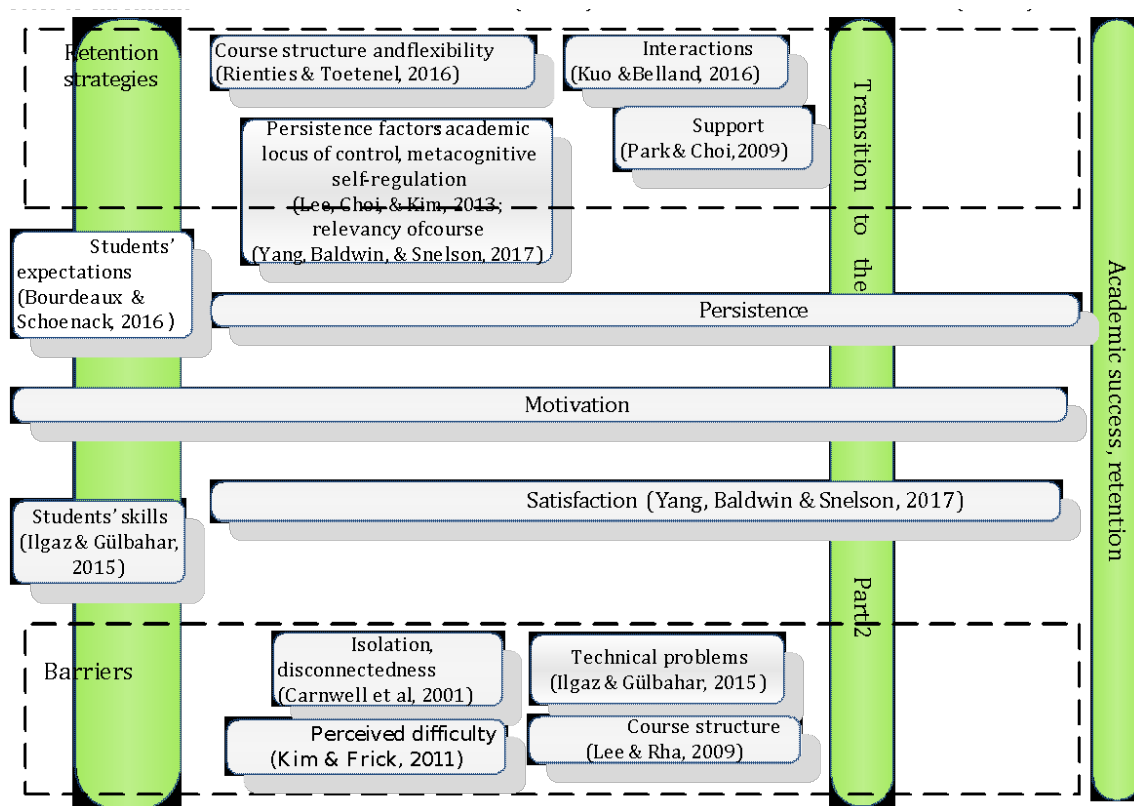 Retention
strategies
Course structure and flexibility
(Rienties & Toetenel, 2016)
Interactions
(Kuo & Belland, 2016)
Support
(Park & Choi, 2009)
Persistence factors academic
locus of control, metacognitive
self-regulation
(Lee, Choi, & Kim, 2013;
relevancy of course
(Yang, Baldwin, & Snelson, 2017)
Students’
expectations
(Bourdeaux &
Schoenack, 2016)
Persistence
Motivation
Satisfaction (Yang, Baldwin & Snelson, 2017)
Students’ skills
(Ilgaz & Gülbahar,
2015)
Barriers
Isolation,
disconnectedness
(Carnwell et al, 2001)
Technical problems
(Ilgaz & Gülbahar, 2015)
Perceived difficulty
(Kim & Frick, 2011)
Course structure
(Lee & Rha, 2009)
Transition to the Part 2
Academic success, retention